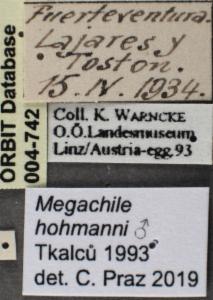 Fuerteventura.
Lajares y
Toston.
15. IV. 1934.
ORBIT Database
004-742
Coll. K. WARNCKE
O.Ö.Landesmuseum
Linz/Austria-egg.93
Megachile
hohmanni ♂
Tkalců 1993
det. C. Praz 2019